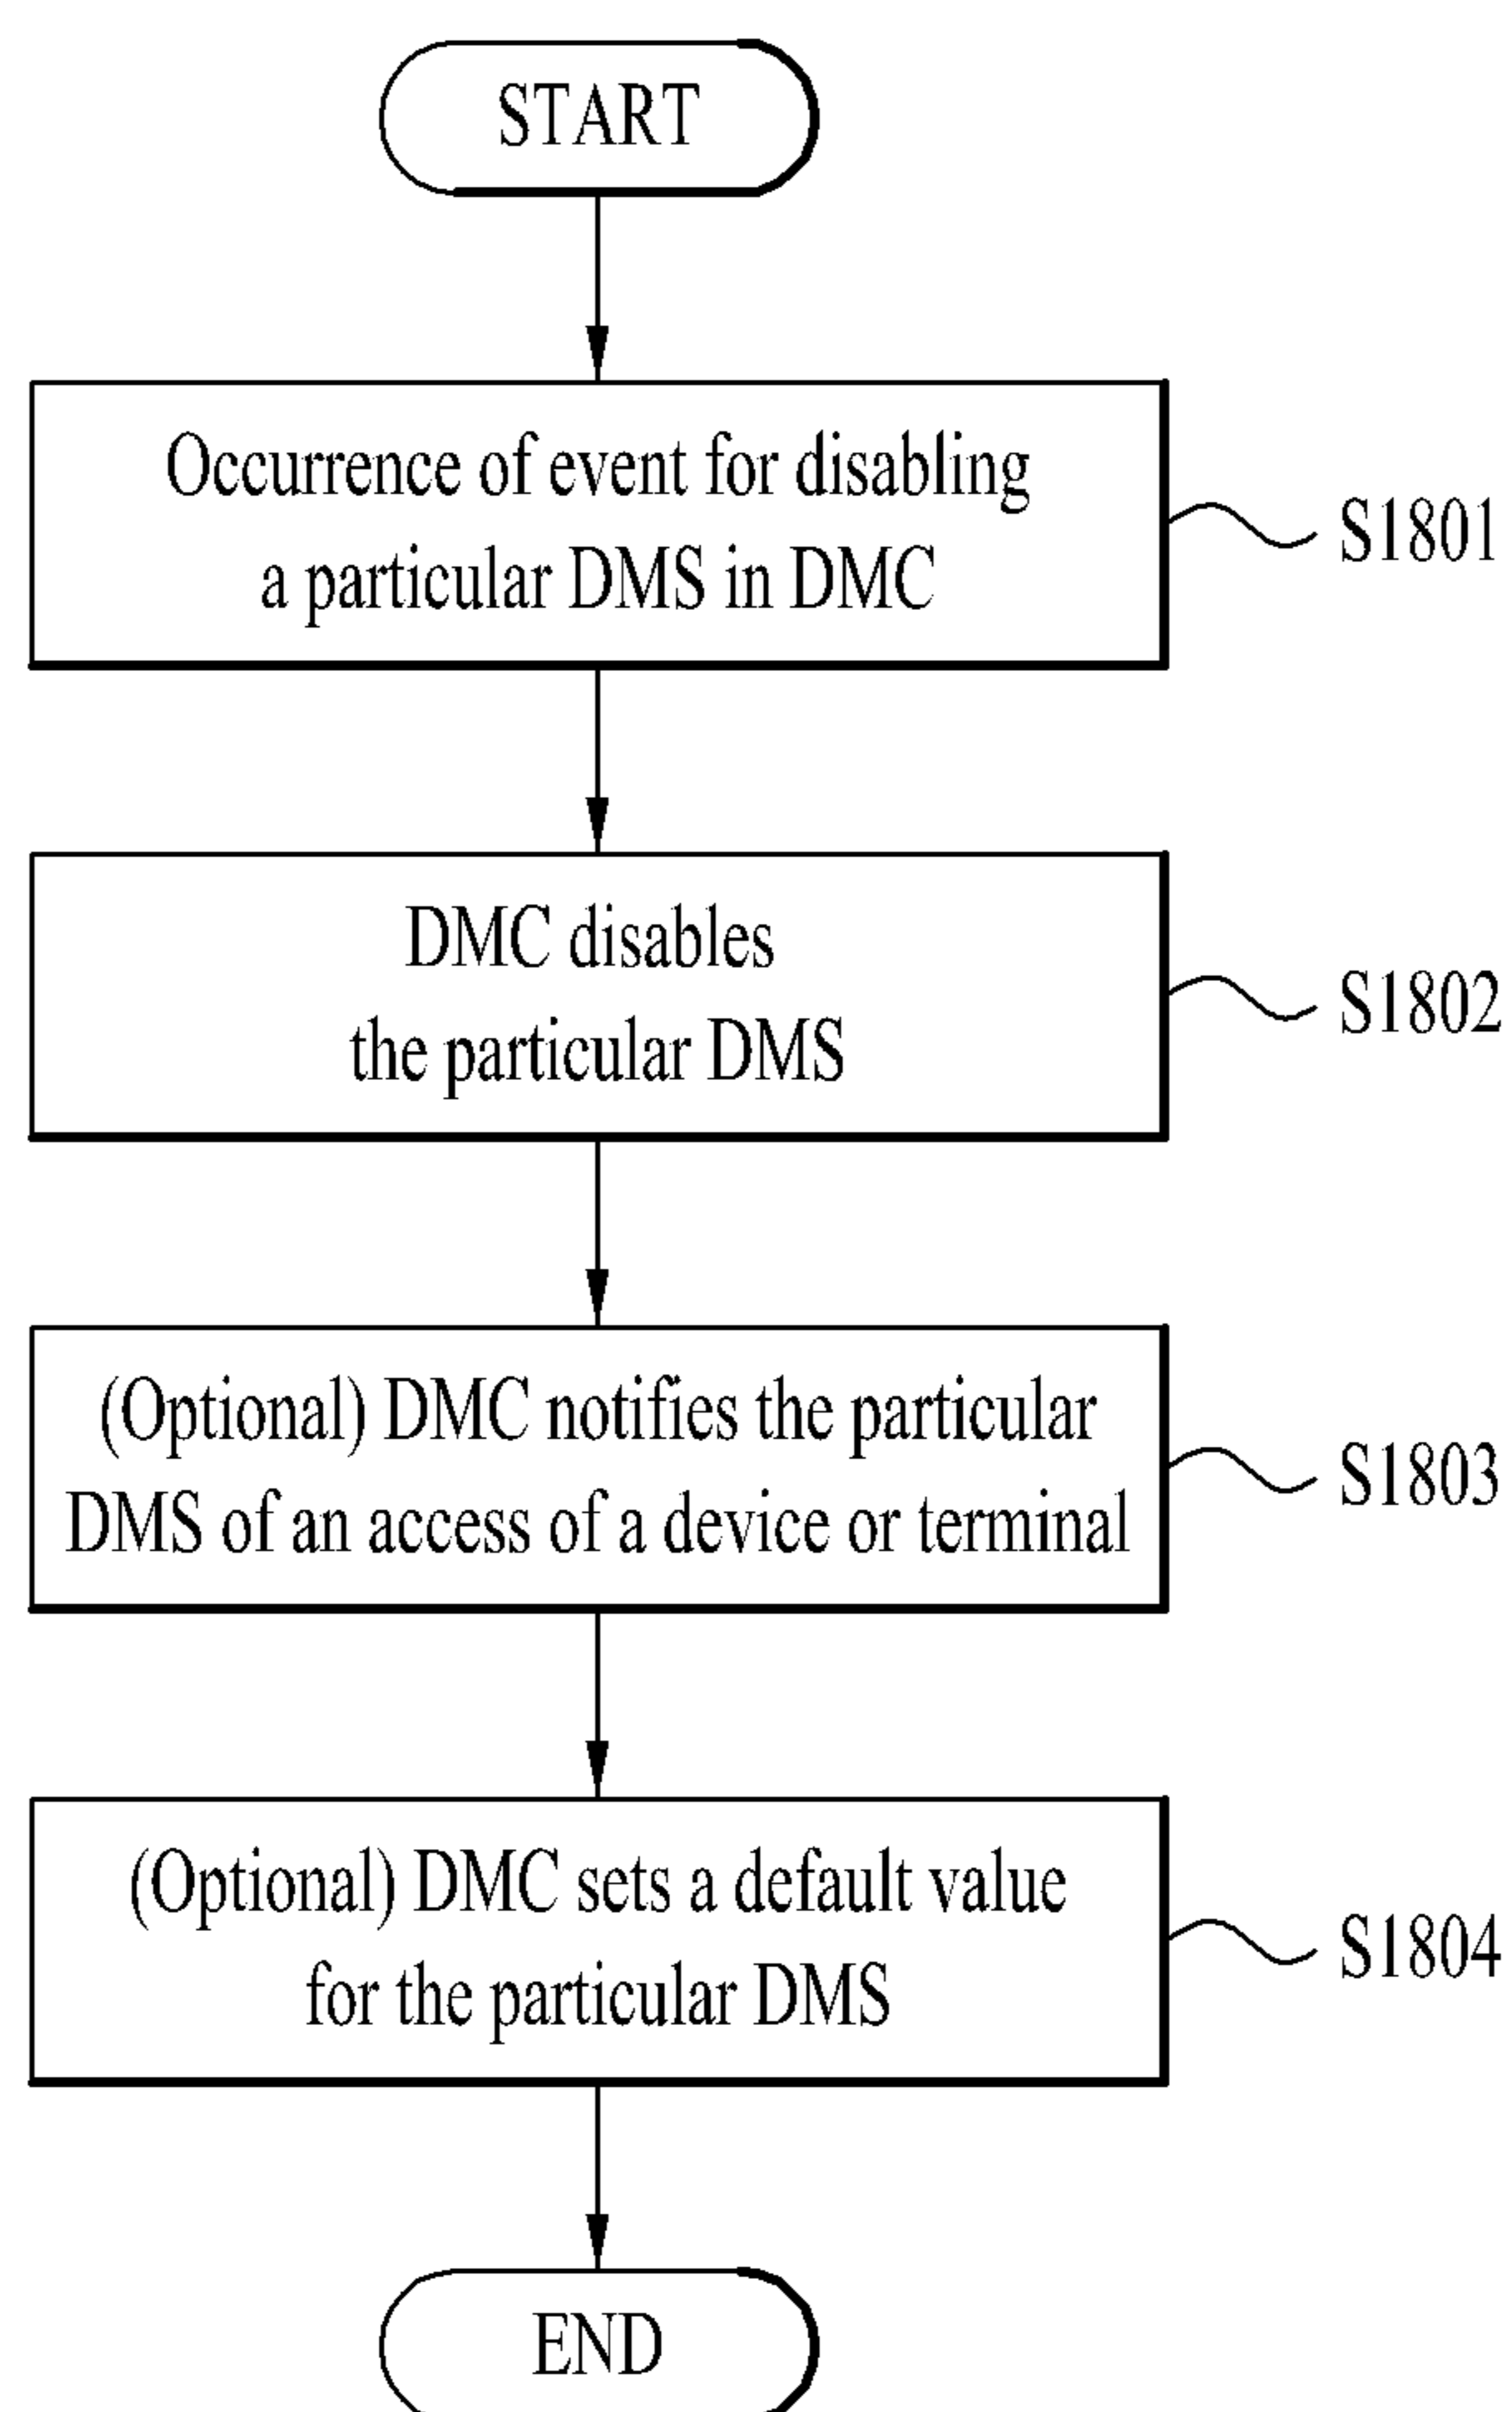 START
Occurrence of event for disabling
a particular DMS in DMC
S1801
DMC disables
the particular DMS
S1802
(Optional) DMC notifies the particular
DMS of an access of a device or terminal
S1803
(Optional) DMC sets a default value
for the particular DMS
S1804
END